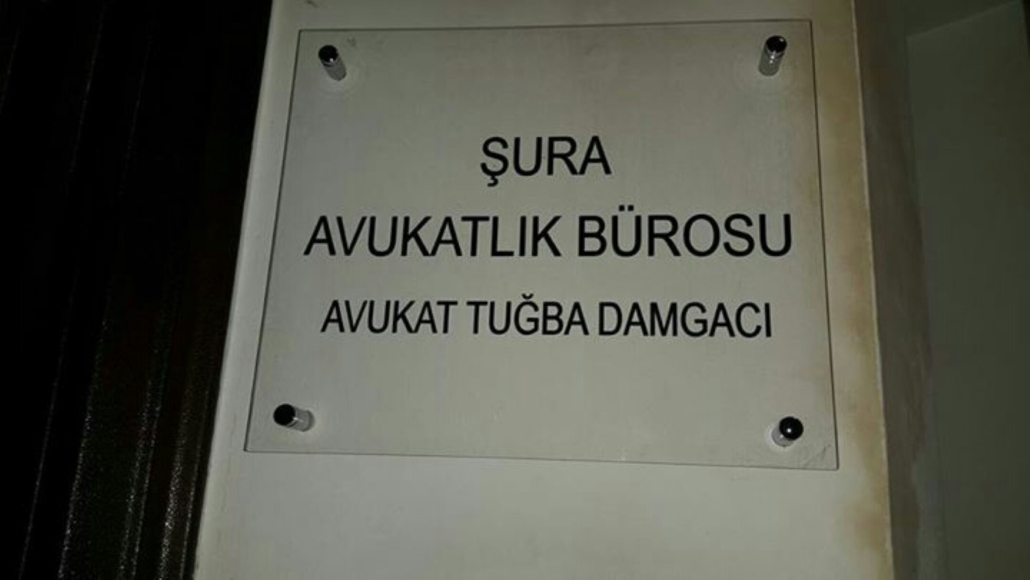 ŞURA
AVUKATLIK BÜROSU
AVUKAT TUĞBA DAMGACI